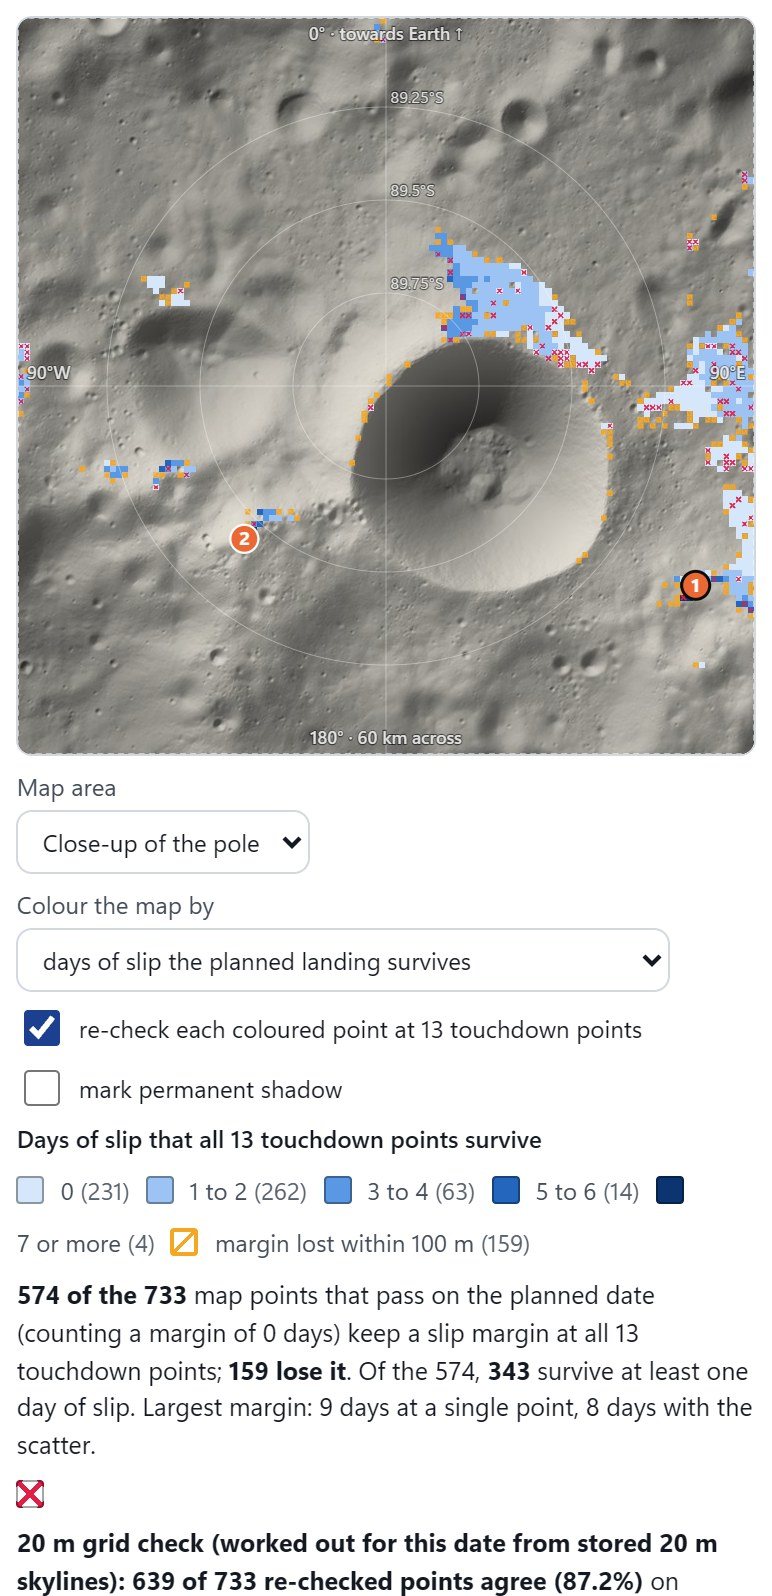 0° · towards Earth ↑
89.25°S
89.5°S
89.75°S
90°W
90°E
2
1
180° · 60 km across
Map area
Close-up of the pole
Colour the map by
days of slip the planned landing survives
re-check each coloured point at 13 touchdown points
mark permanent shadow
Days of slip that all 13 touchdown points survive
0 (231) 1 to 2 (262) 3 to 4 (63) 5 to 6 (14)
7 or more (4) margin lost within 100 m (159)
574 of the 733 map points that pass on the planned date
(counting a margin of 0 days) keep a slip margin at all 13
touchdown points; 159 lose it. Of the 574, 343 survive at least one
day of slip. Largest margin: 9 days at a single point, 8 days with the
scatter.
20 m grid check (worked out for this date from stored 20 m
skylines): 639 of 733 re-checked points agree (87.2%) on